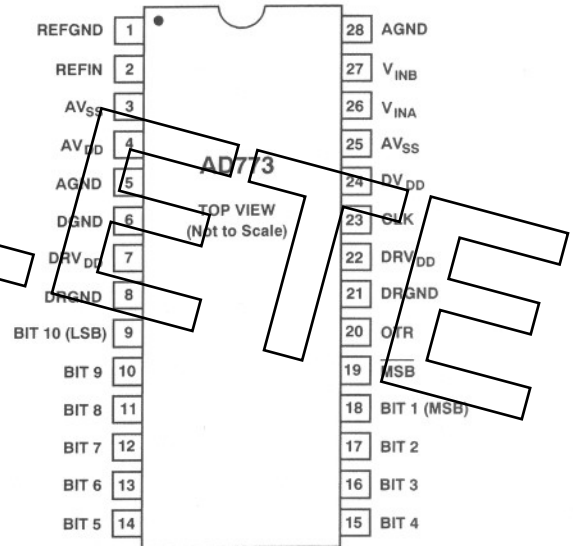 REFGND 1 28 AGND
REFIN 2 27 VINB
AVSS 3 26 VINA
AVDD 4 25 AVSS
AD773
AGND 5 24 DVDD
TOP VIEW
DGND 6 23 CLK
(Not to Scale)
DRVDD 7 22 DRVDD
DRGND 8 21 DRGND
BIT 10 (LSB) 9 20 OTR
BIT 9 10 19 MSB
BIT 8 11 18 BIT 1 (MSB)
BIT 7 12 17 BIT 2
BIT 6 13 16 BIT 3
BIT 5 14 15 BIT 4
ETE